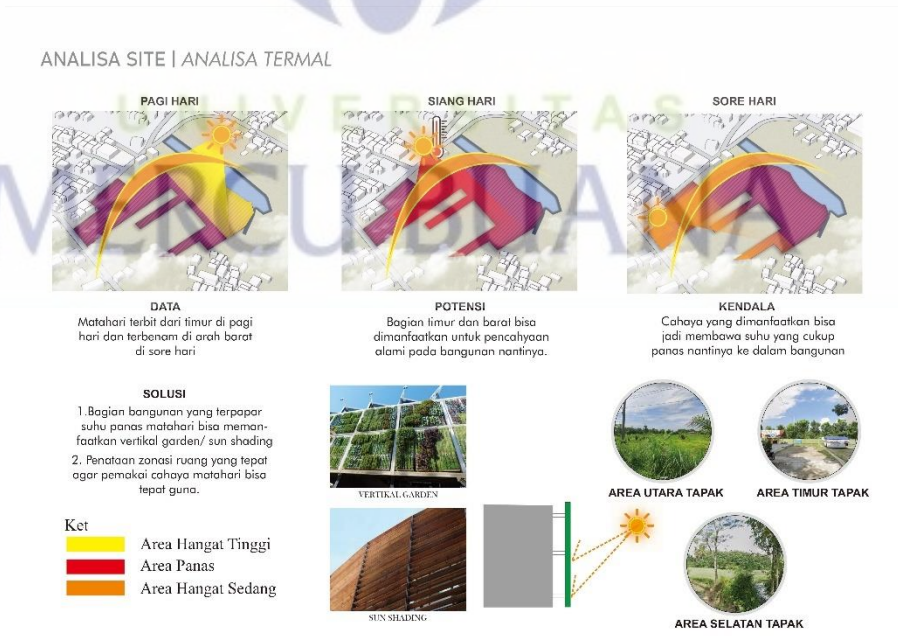 ANALISA SITE | ANALISA TERMAL
UNIVERSITAS
MERCU BUANA
PAGI HARI
SIANG HARI
SORE HARI
DATA
Matahari terbit dari timur di pagi
hari dan terbenam di arah barat
di sore hari
POTENSI
Bagian timur dan barat bisa
dimanfaatkan untuk pencahyaan
alami pada bangunan nantinya.
KENDALA
Cahaya yang dimanfaatkan bisa
jadi membawa suhu yang cukup
panas nantinya ke dalam bangunan
SOLUSI
1.Bagian bangunan yang terpapar
suhu panas matahari bisa meman-
faatkan vertikal garden/ sun shading
2. Penataan zonasi ruang yang tepat
agar pemakai cahaya matahari bisa
tepat guna.
Ket
Area Hangat Tinggi
Area Panas
Area Hangat Sedang
VERTIKAL GARDEN
SUN SHADING
AREA UTARA TAPAK
AREA TIMUR TAPAK
AREA SELATAN TAPAK